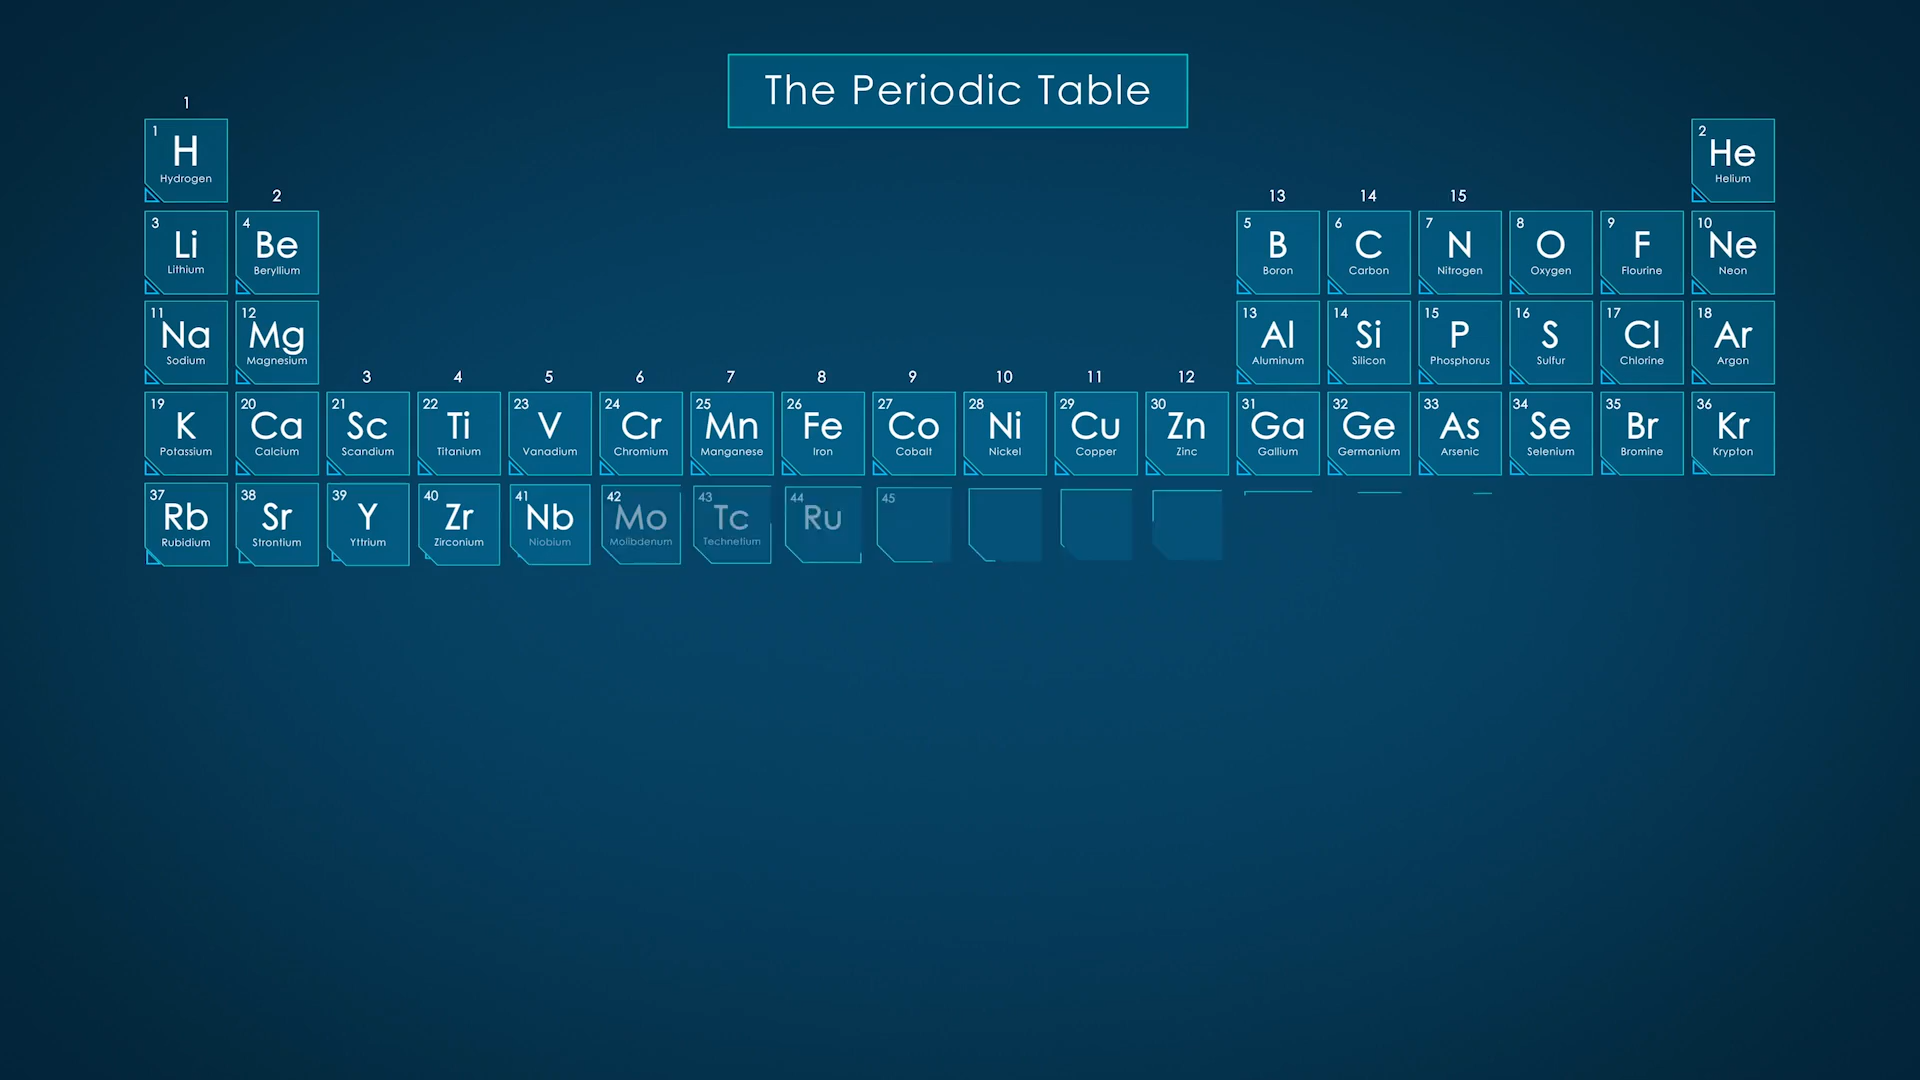 The Periodic Table
1
1
H
Hydrogen
2
He
Helium
2
13
14
15
3
Li
Lithium
4
Be
Beryllium
5
B
Boron
6
C
Carbon
7
N
Nitrogen
8
O
Oxygen
9
F
Flourine
10
Ne
Neon
11
Na
Sodium
12
Mg
Magnesium
13
Al
Aluminum
14
Si
Silicon
15
P
Phosphorus
16
S
Sulfur
17
Cl
Chlorine
18
Ar
Argon
3
4
5
6
7
8
9
10
11
12
19
K
Potassium
20
Ca
Calcium
21
Sc
Scandium
22
Ti
Titanium
23
V
Vanadium
24
Cr
Chromium
25
Mn
Manganese
26
Fe
Iron
27
Co
Cobalt
28
Ni
Nickel
29
Cu
Copper
30
Zn
Zinc
31
Ga
Gallium
32
Ge
Germanium
33
As
Arsenic
34
Se
Selenium
35
Br
Bromine
36
Kr
Krypton
37
Rb
Rubidium
38
Sr
Strontium
39
Y
Yttrium
40
Zr
Zirconium
41
Nb
Niobium
42
Mo
Molibdenum
43
Tc
Technetium
44
Ru
45